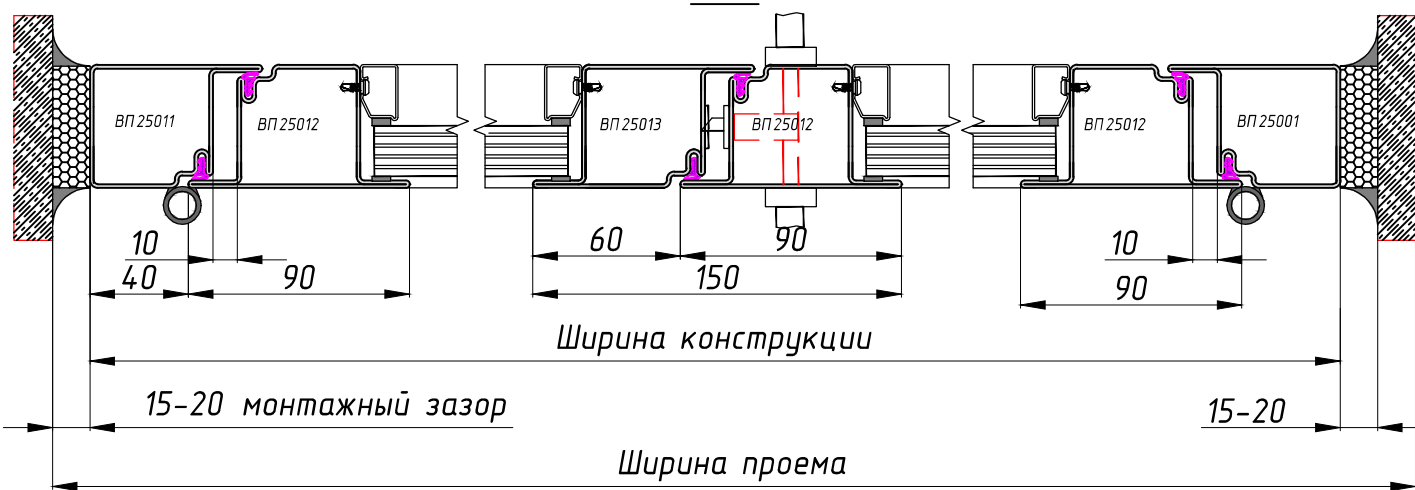 ВП25011
ВП25012
ВП25013
ВП25012
ВП25012
ВП25001
10
60
90
10
40
90
150
90
Ширина конструкции
15-20 монтажный зазор
15-20
Ширина проема